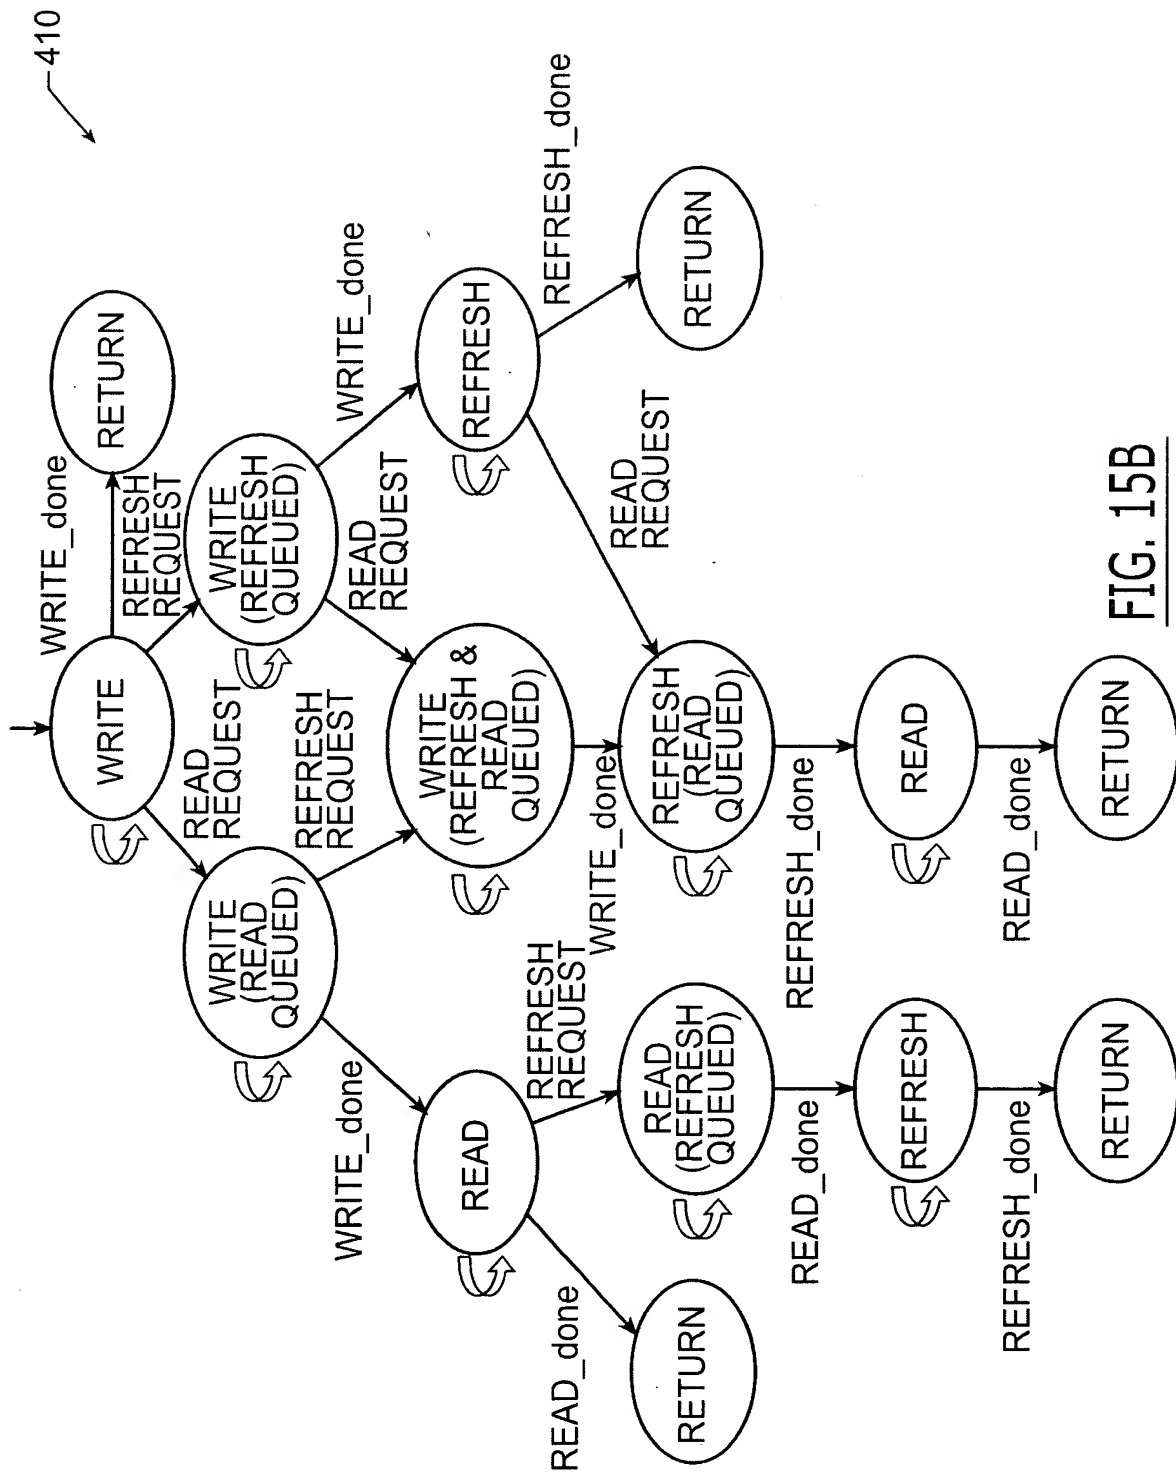 410
WRITE
WRITE_done
RETURN
REFRESH
REQUEST
READ
REQUEST
WRITE
(READ
QUEUED)
WRITE
(REFRESH
QUEUED)
REFRESH
REQUEST
READ
REQUEST
WRITE_done
WRITE_done
READ
WRITE
(REFRESH &
READ
QUEUED)
REFRESH
READ_done
REFRESH
REQUEST
WRITE_done
READ
REQUEST
REFRESH_done
RETURN
READ
(REFRESH
QUEUED)
REFRESH
(READ
QUEUED)
RETURN
READ_done
REFRESH_done
REFRESH
READ
REFRESH_done
READ_done
RETURN
RETURN
FIG. 15B